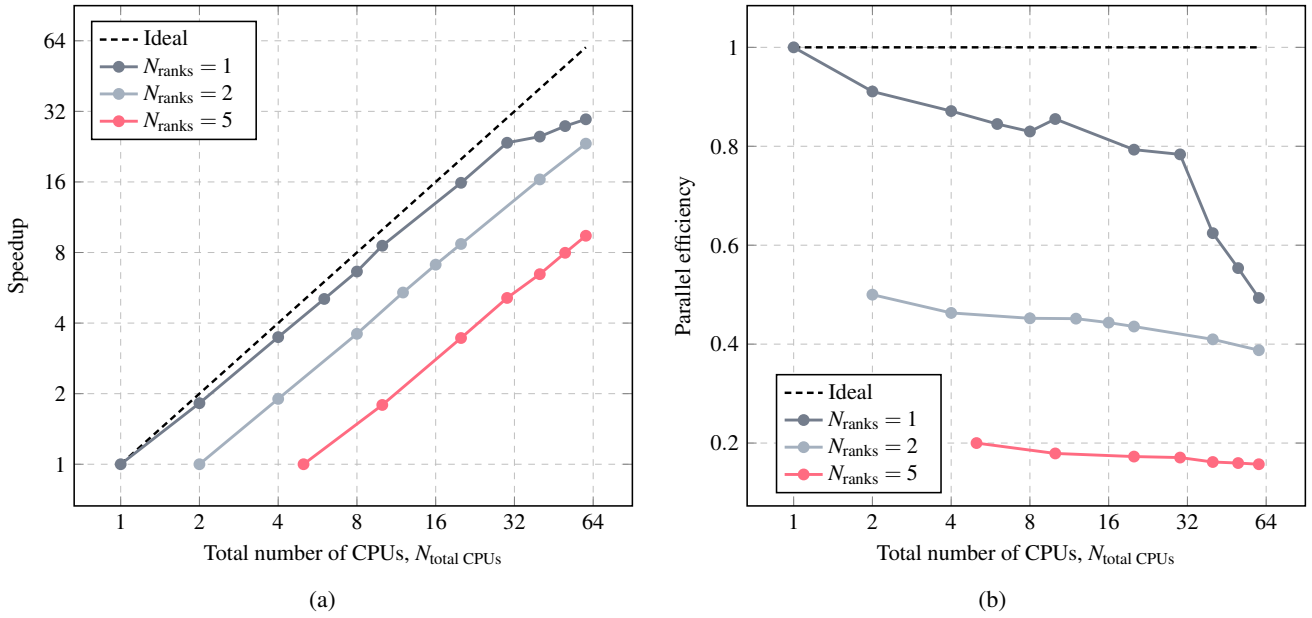 64
32
16
8
4
2
1
Speedup
Ideal
N_ranks = 1
N_ranks = 2
N_ranks = 5
1 2 4 8 16 32 64
Total number of CPUs, N_total CPUs
(a)
1
0.8
0.6
0.4
0.2
Parallel efficiency
Ideal
N_ranks = 1
N_ranks = 2
N_ranks = 5
1 2 4 8 16 32 64
Total number of CPUs, N_total CPUs
(b)